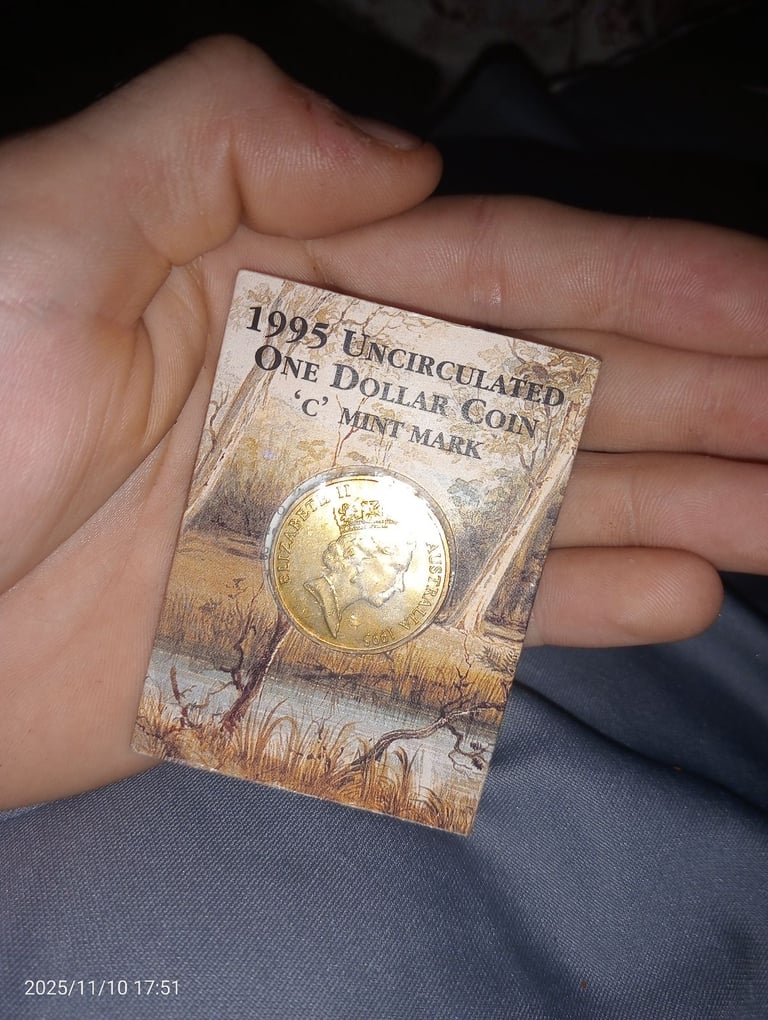 1995 UNCIRCULATED
ONE DOLLAR COIN
‘C’ MINT MARK
ELIZABETH II
AUSTRALIA 1995
2025/11/10 17:51